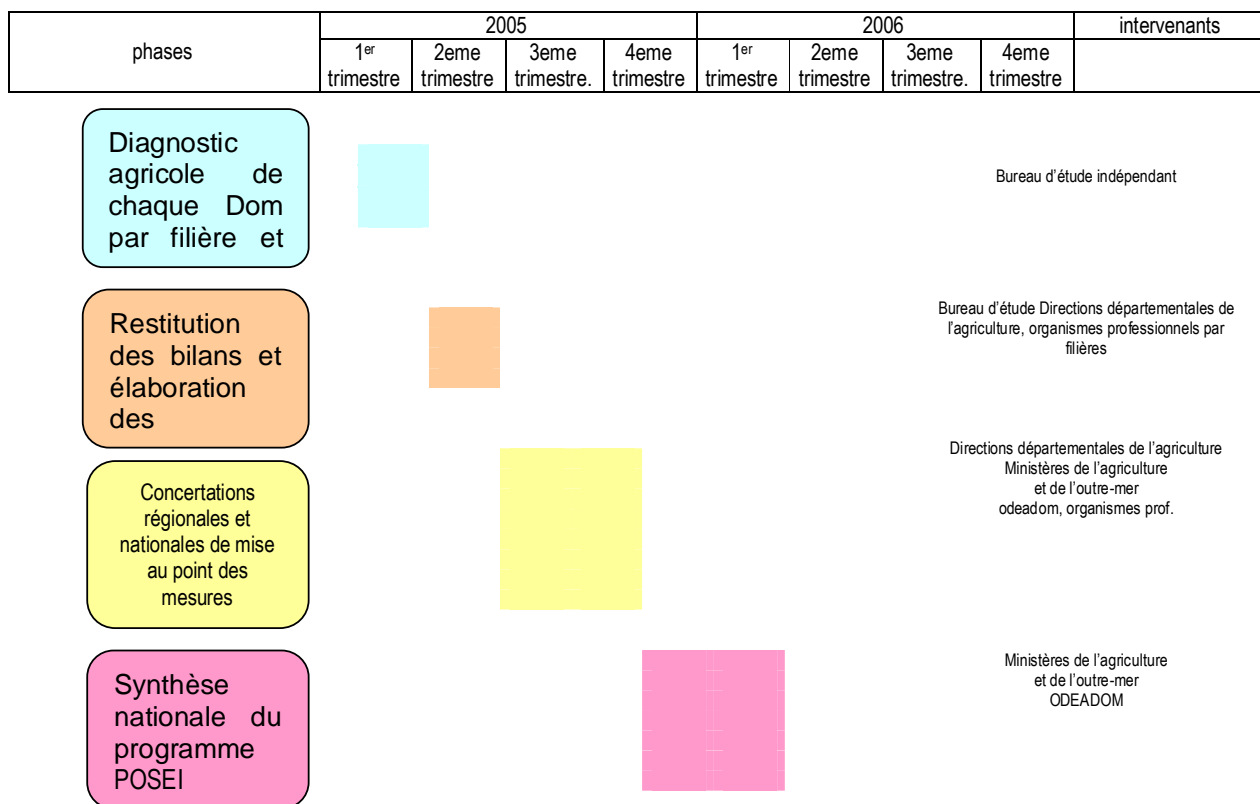 phases
2005
2006
intervenants
1er trimestre
2eme trimestre
3eme trimestre.
4eme trimestre
1er trimestre
2eme trimestre
3eme trimestre.
4eme trimestre
Diagnostic
agricole de
chaque Dom
par filière et
Bureau d'étude indépendant
Restitution
des bilans et
élaboration
des
Bureau d'étude Directions départementales de
l'agriculture, organismes professionnels par
filières
Concertations
régionales et
nationales de mise
au point des
mesures
Directions départementales de l'agriculture
Ministères de l'agriculture
et de l'outre-mer
odeadom, organismes prof.
Synthèse
nationale du
programme
POSEI
Ministères de l'agriculture
et de l'outre-mer
ODEADOM